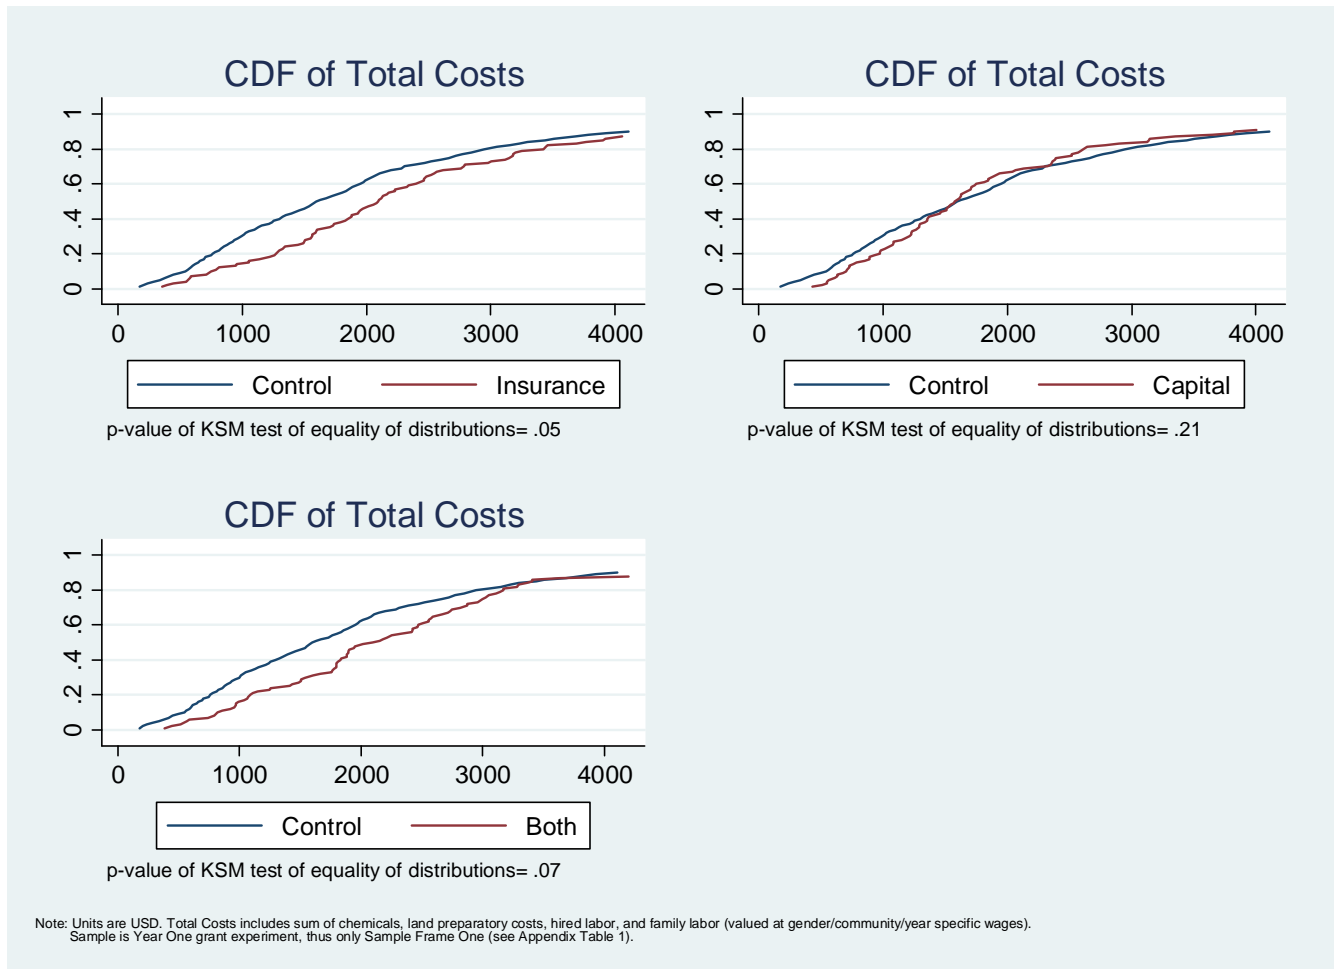 CDF of Total Costs
1
.8
.6
.4
.2
0
0 1000 2000 3000 4000
Control Insurance
p-value of KSM test of equality of distributions= .05
CDF of Total Costs
1
.8
.6
.4
.2
0
0 1000 2000 3000 4000
Control Capital
p-value of KSM test of equality of distributions= .21
CDF of Total Costs
1
.8
.6
.4
.2
0
0 1000 2000 3000 4000
Control Both
p-value of KSM test of equality of distributions= .07
Note: Units are USD. Total Costs includes sum of chemicals, land preparatory costs, hired labor, and family labor (valued at gender/community/year specific wages).
Sample is Year One grant experiment, thus only Sample Frame One (see Appendix Table 1).